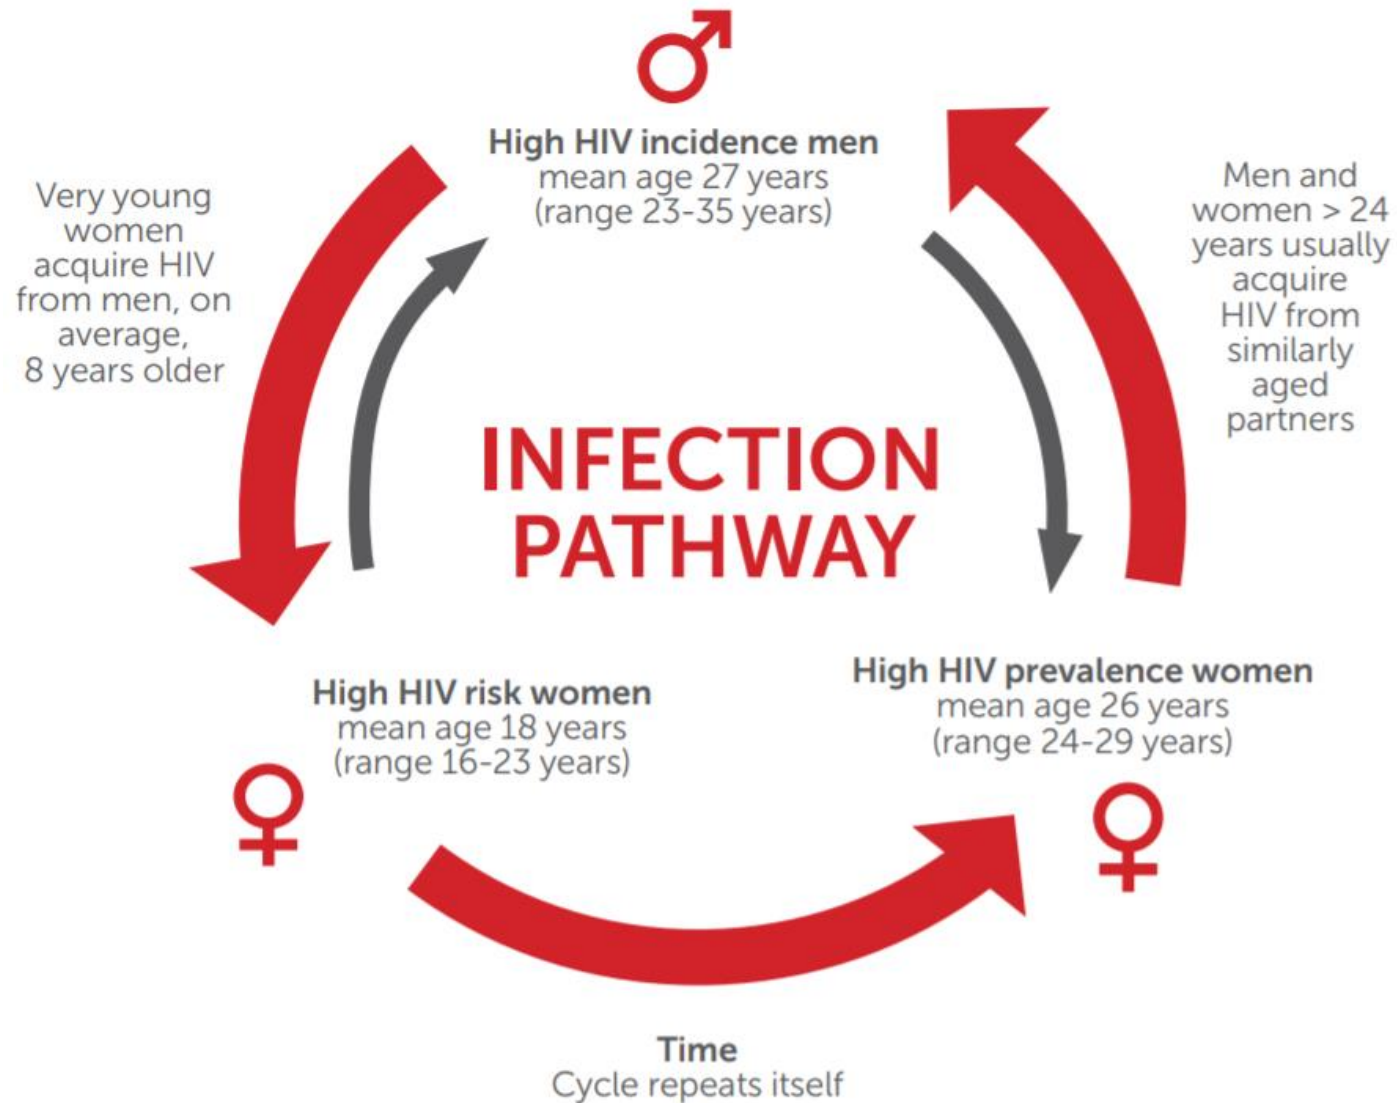 High HIV incidence men
mean age 27 years
(range 23-35 years)
Very young
women
acquire HIV
from men, on
average,
8 years older
Men and
women > 24
years usually
acquire
HIV from
similarly
aged
partners
INFECTION
PATHWAY
High HIV risk women
mean age 18 years
(range 16-23 years)
High HIV prevalence women
mean age 26 years
(range 24-29 years)
Time
Cycle repeats itself